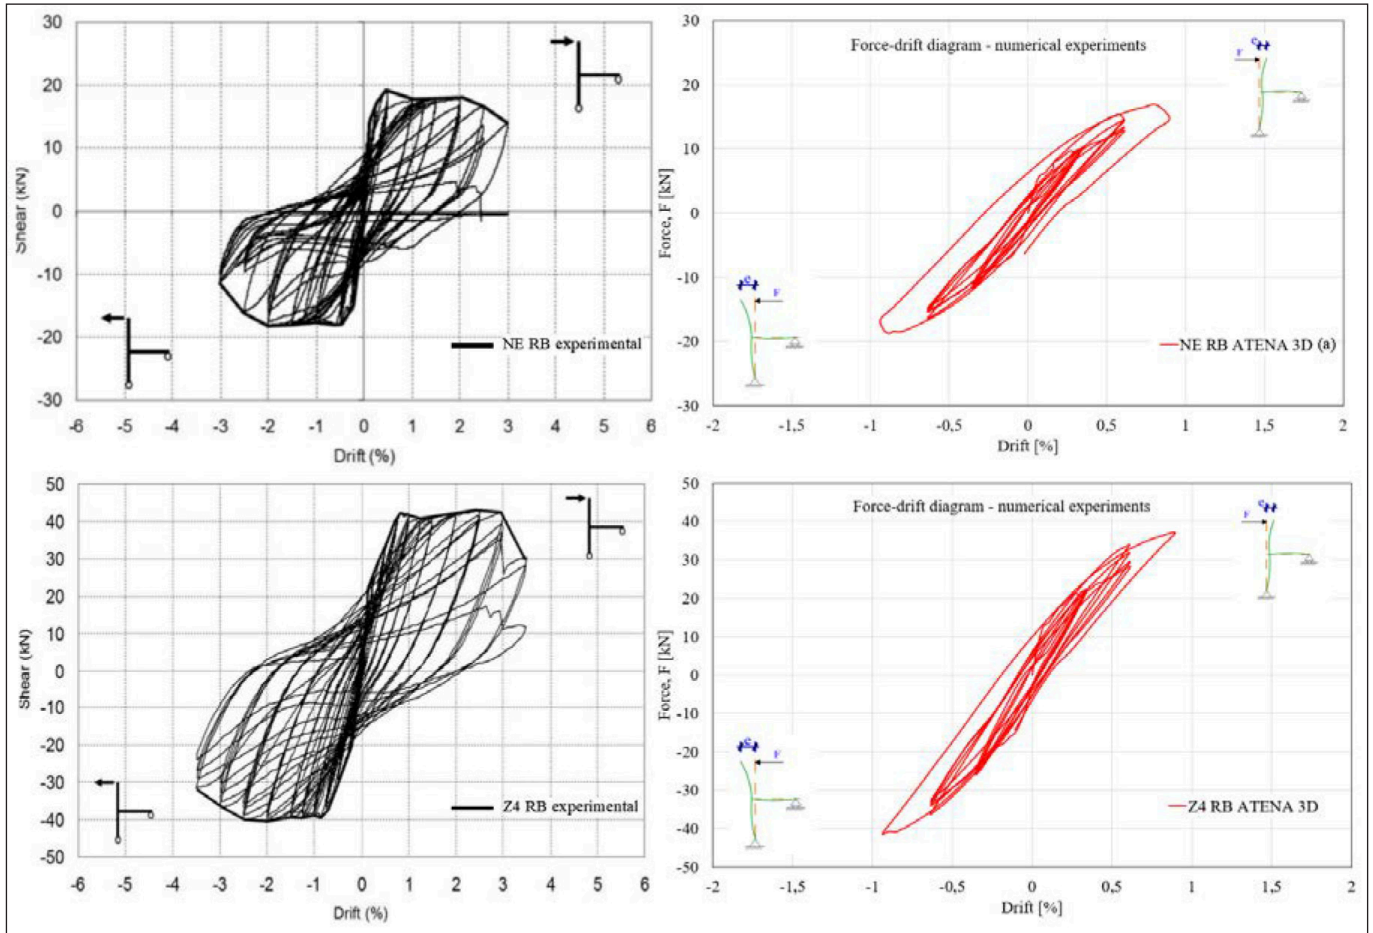 30
20
10
0
-10
-20
-30
-6 -5 -4 -3 -2 -1 0 1 2 3 4 5 6
Shear (kN)
Drift (%)
NE RB experimental
30
20
10
0
-10
-20
-30
-2 -1,5 -1 -0,5 0 0,5 1 1,5 2
Force, F [kN]
Drift [%]
Force-drift diagram - numerical experiments
e
F
e
F
NE RB ATENA 3D (a)
50
40
30
20
10
0
-10
-20
-30
-40
-50
-6 -5 -4 -3 -2 -1 0 1 2 3 4 5 6
Shear (kN)
Drift (%)
Z4 RB experimental
50
40
30
20
10
0
-10
-20
-30
-40
-50
-2 -1,5 -1 -0,5 0 0,5 1 1,5 2
Force, F [kN]
Drift [%]
Force-drift diagram - numerical experiments
e
F
e
F
Z4 RB ATENA 3D